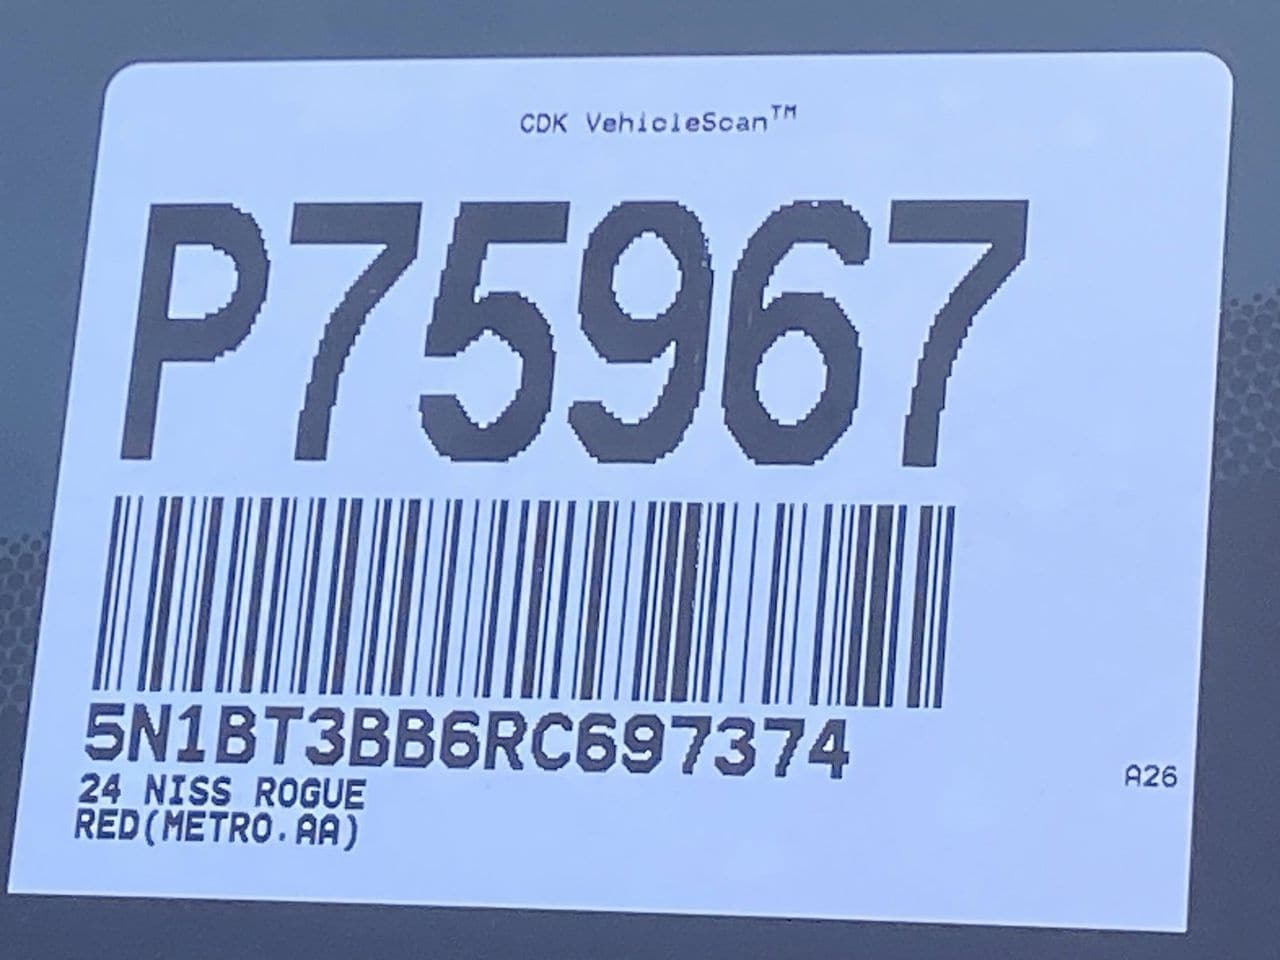 CDK VehicleScan™
P75967
5N1BT3BB6RC697374
24 NISS ROGUE
RED(METRO.AA)
A26